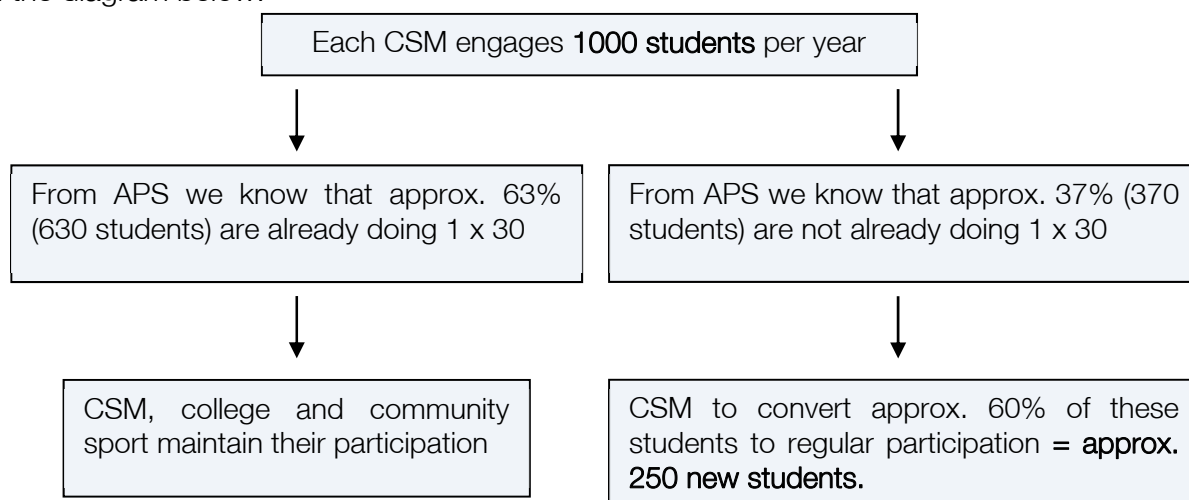 the diagram below.
Each CSM engages 1000 students per year
From APS we know that approx. 63%
(630 students) are already doing 1 x 30
From APS we know that approx. 37% (370
students) are not already doing 1 x 30
CSM, college and community
sport maintain their participation
CSM to convert approx. 60% of these
students to regular participation = approx.
250 new students.